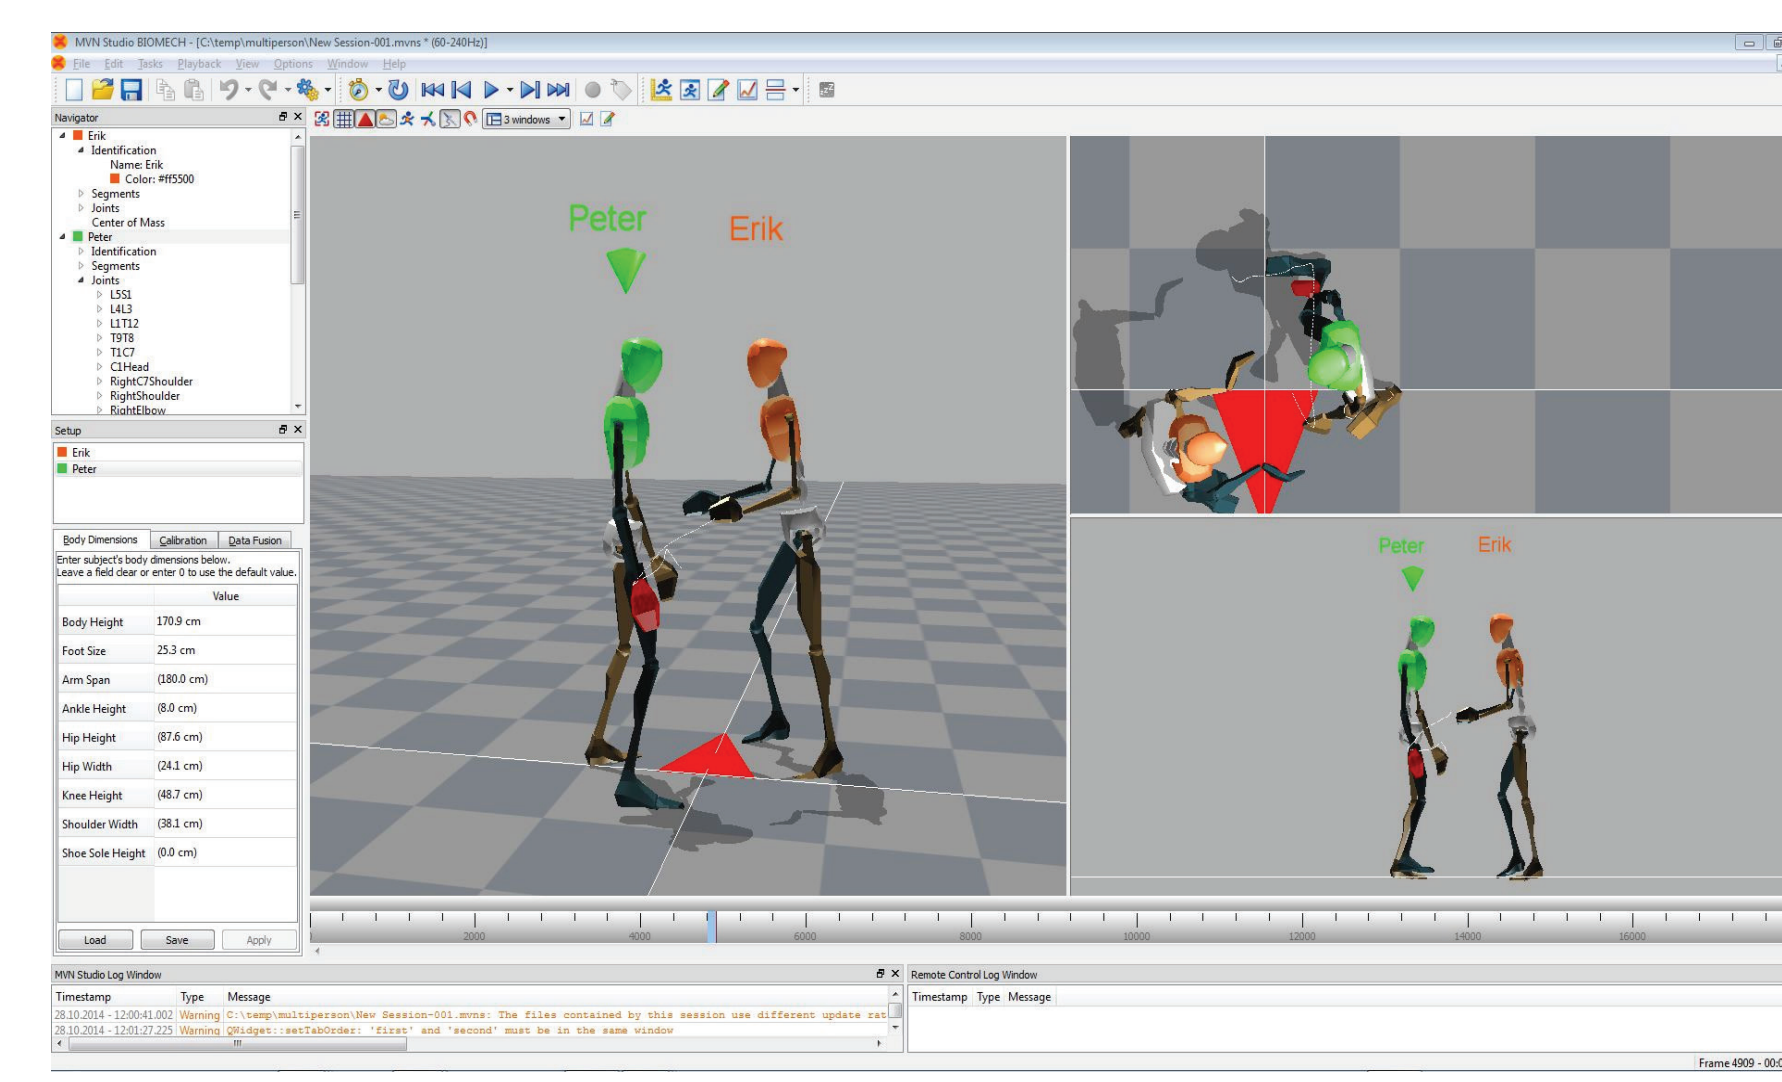 MVN Studio BIOMECH - [C:\temp\multiperson\New Session-001.mvns * (60-240Hz)]
File Edit Tasks Playback View Options Window Help
Navigator
3 windows
Erik
Identification
Name: Erik
Color: #ff5500
Segments
Joints
Center of Mass
Peter
Identification
Segments
Joints
L5S1
L4L3
L1T12
T9T8
T1C7
C1Head
RightC7Shoulder
RightShoulder
RightElbow
Setup
Erik
Peter
Body Dimensions Calibration Data Fusion
Enter subject's body dimensions below.
Leave a field clear or enter 0 to use the default value.
Value
Body Height 170.9 cm
Foot Size 25.3 cm
Arm Span (180.0 cm)
Ankle Height (8.0 cm)
Hip Height (87.6 cm)
Hip Width (24.1 cm)
Knee Height (48.7 cm)
Shoulder Width (38.1 cm)
Shoe Sole Height (0.0 cm)
Load Save Apply
Peter Erik
Peter Erik
2000 4000 6000 8000 10000 12000 14000 16000
MVN Studio Log Window
Timestamp Type Message
28.10.2014 - 12:00:41.002 Warning C:\temp\multiperson\New Session-001.mvns: The files contained by this session use different update rat
28.10.2014 - 12:01:27.225 Warning QWidget::setTabOrder: 'first' and 'second' must be in the same window
Remote Control Log Window
Timestamp Type Message
Frame 4909 - 00:0